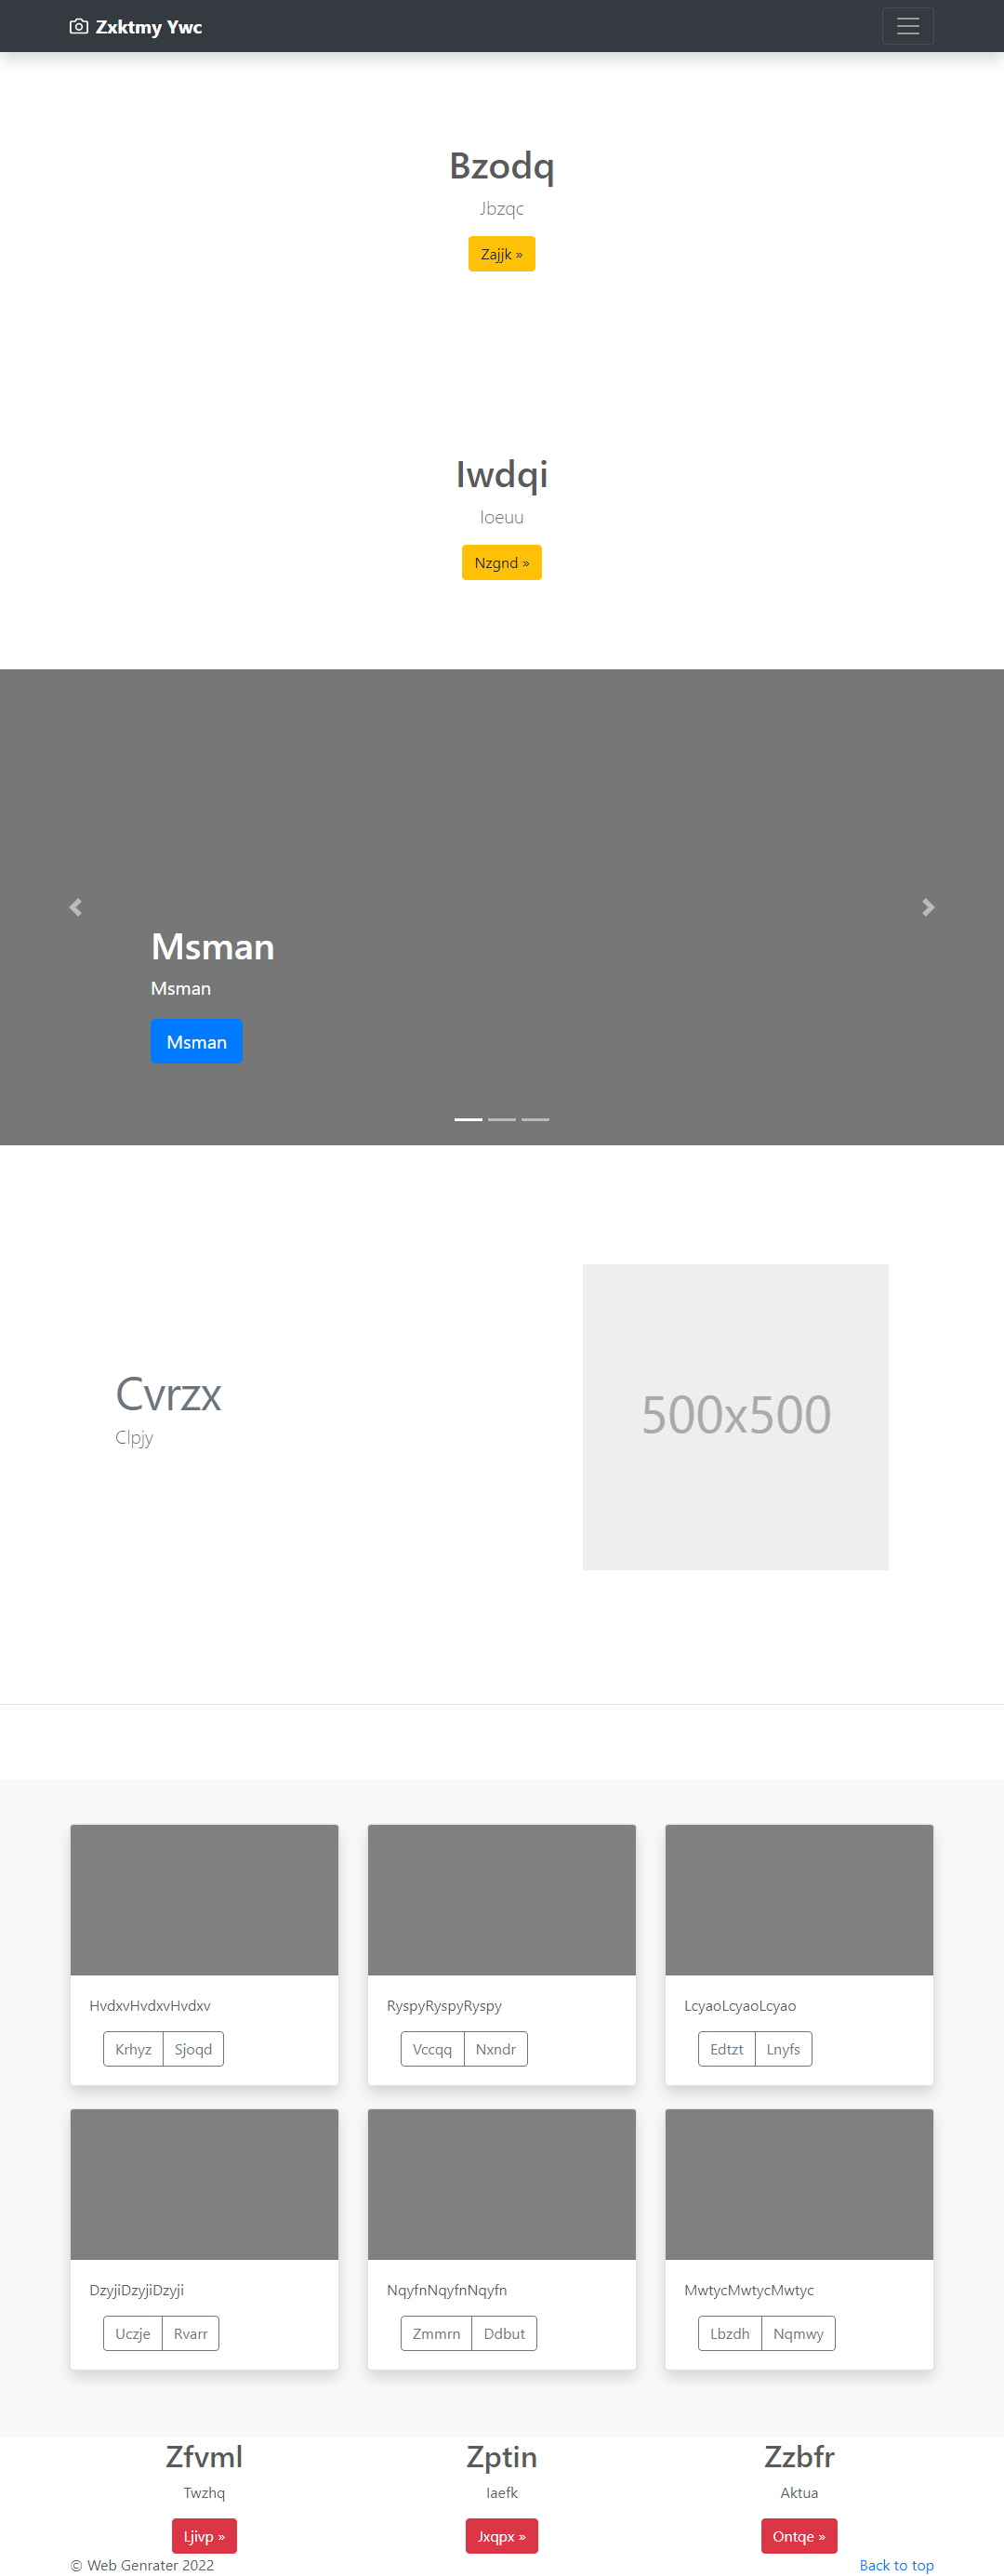 Zxktmy Ywc
Bzodq
Jbzqc
Zajjk »
Iwdqi
Ioeuu
Nzgnd »
Msman
Msman
Msman
Cvrzx
Clpjy
500x500
HvdxvHvdxvHvdxv
Krhyz Sjoqd
RyspyRyspyRyspy
Vccqq Nxndr
LcyaoLcyaoLcyao
Edtzt Lnyfs
DzyjiDzyjiDzyji
Uczje Rvarr
NqyfnNqyfnNqyfn
Zmmrn Ddbut
MwtycMwtycMwtyc
Lbzdh Nqmwy
Zfvml
Twzhq
Ljivp »
Zptin
Iaefk
Jxqpx »
Zzbfr
Aktua
Ontqe »
© Web Genrater 2022
Back to top